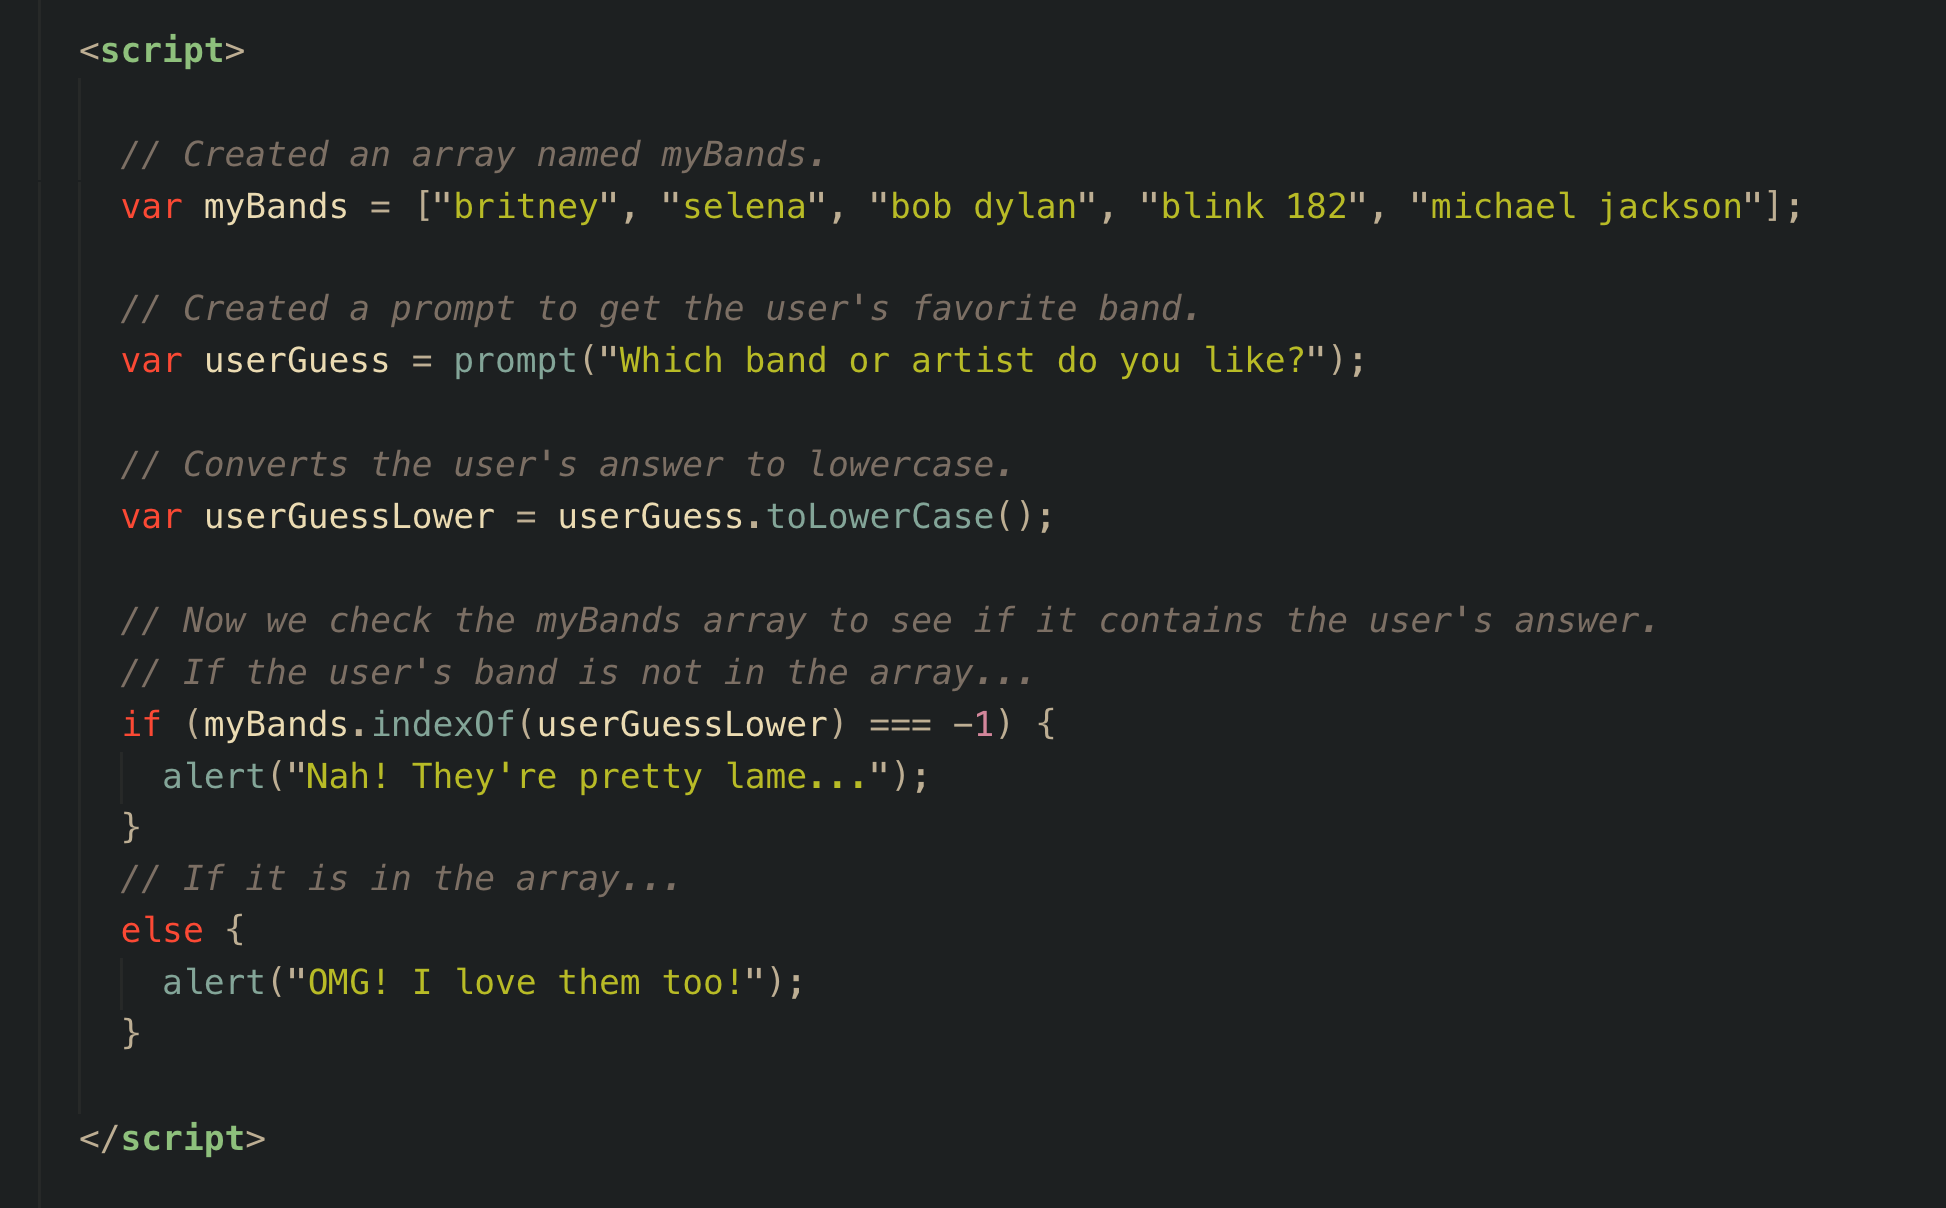 <script>
// Created an array named myBands.
var myBands = ["britney", "selena", "bob dylan", "blink 182", "michael jackson"];
// Created a prompt to get the user's favorite band.
var userGuess = prompt("Which band or artist do you like?");
// Converts the user's answer to lowercase.
var userGuessLower = userGuess.toLowerCase();
// Now we check the myBands array to see if it contains the user's answer.
// If the user's band is not in the array...
if (myBands.indexOf(userGuessLower) === -1) {
alert("Nah! They're pretty lame...");
}
// If it is in the array...
else {
alert("OMG! I love them too!");
}
</script>